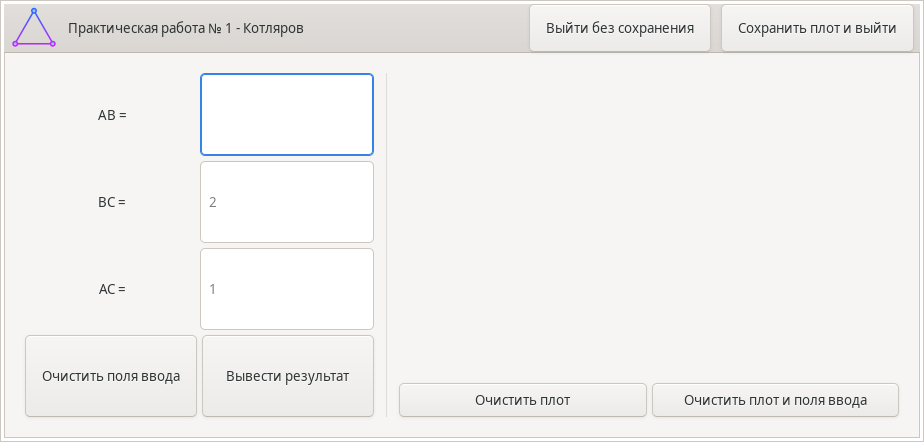 Практическая работа № 1 - Котляров
Выйти без сохранения
Сохранить плот и выйти
AB =
BC =
2
AC =
1
Очистить поля ввода
Вывести результат
Очистить плот
Очистить плот и поля ввода